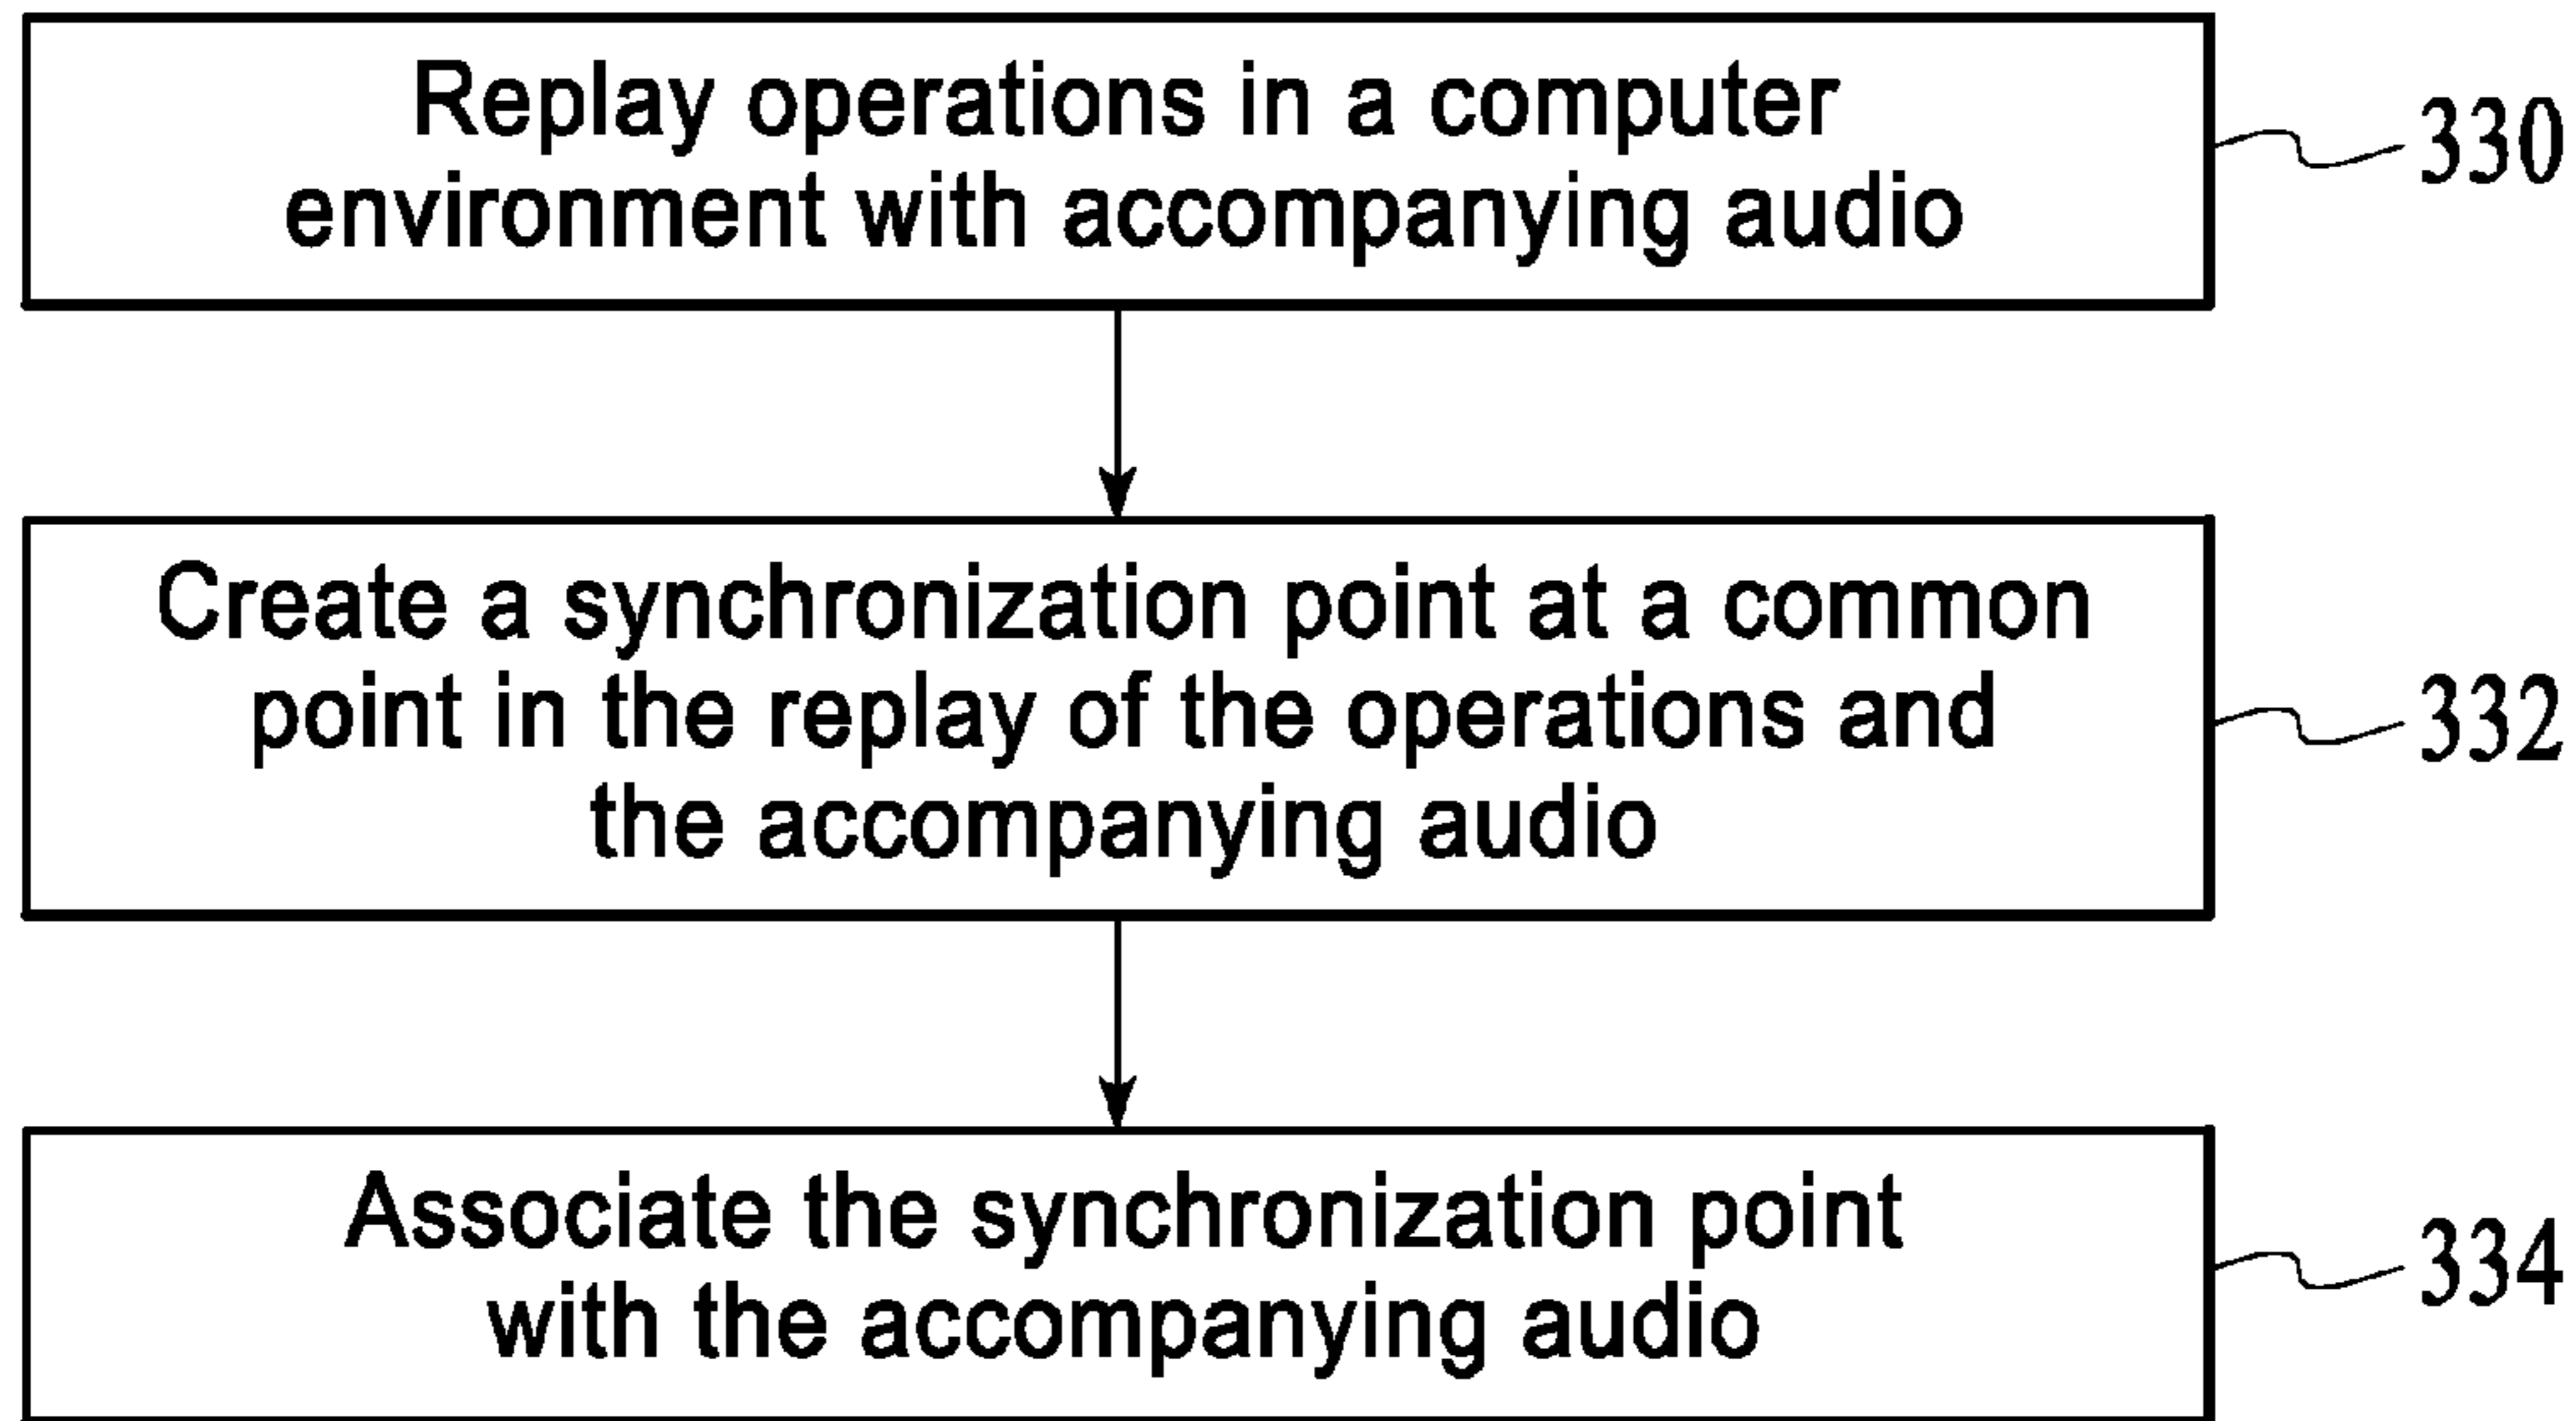 Replay operations in a computer
environment with accompanying audio
330
Create a synchronization point at a common
point in the replay of the operations and
the accompanying audio
332
Associate the synchronization point
with the accompanying audio
334